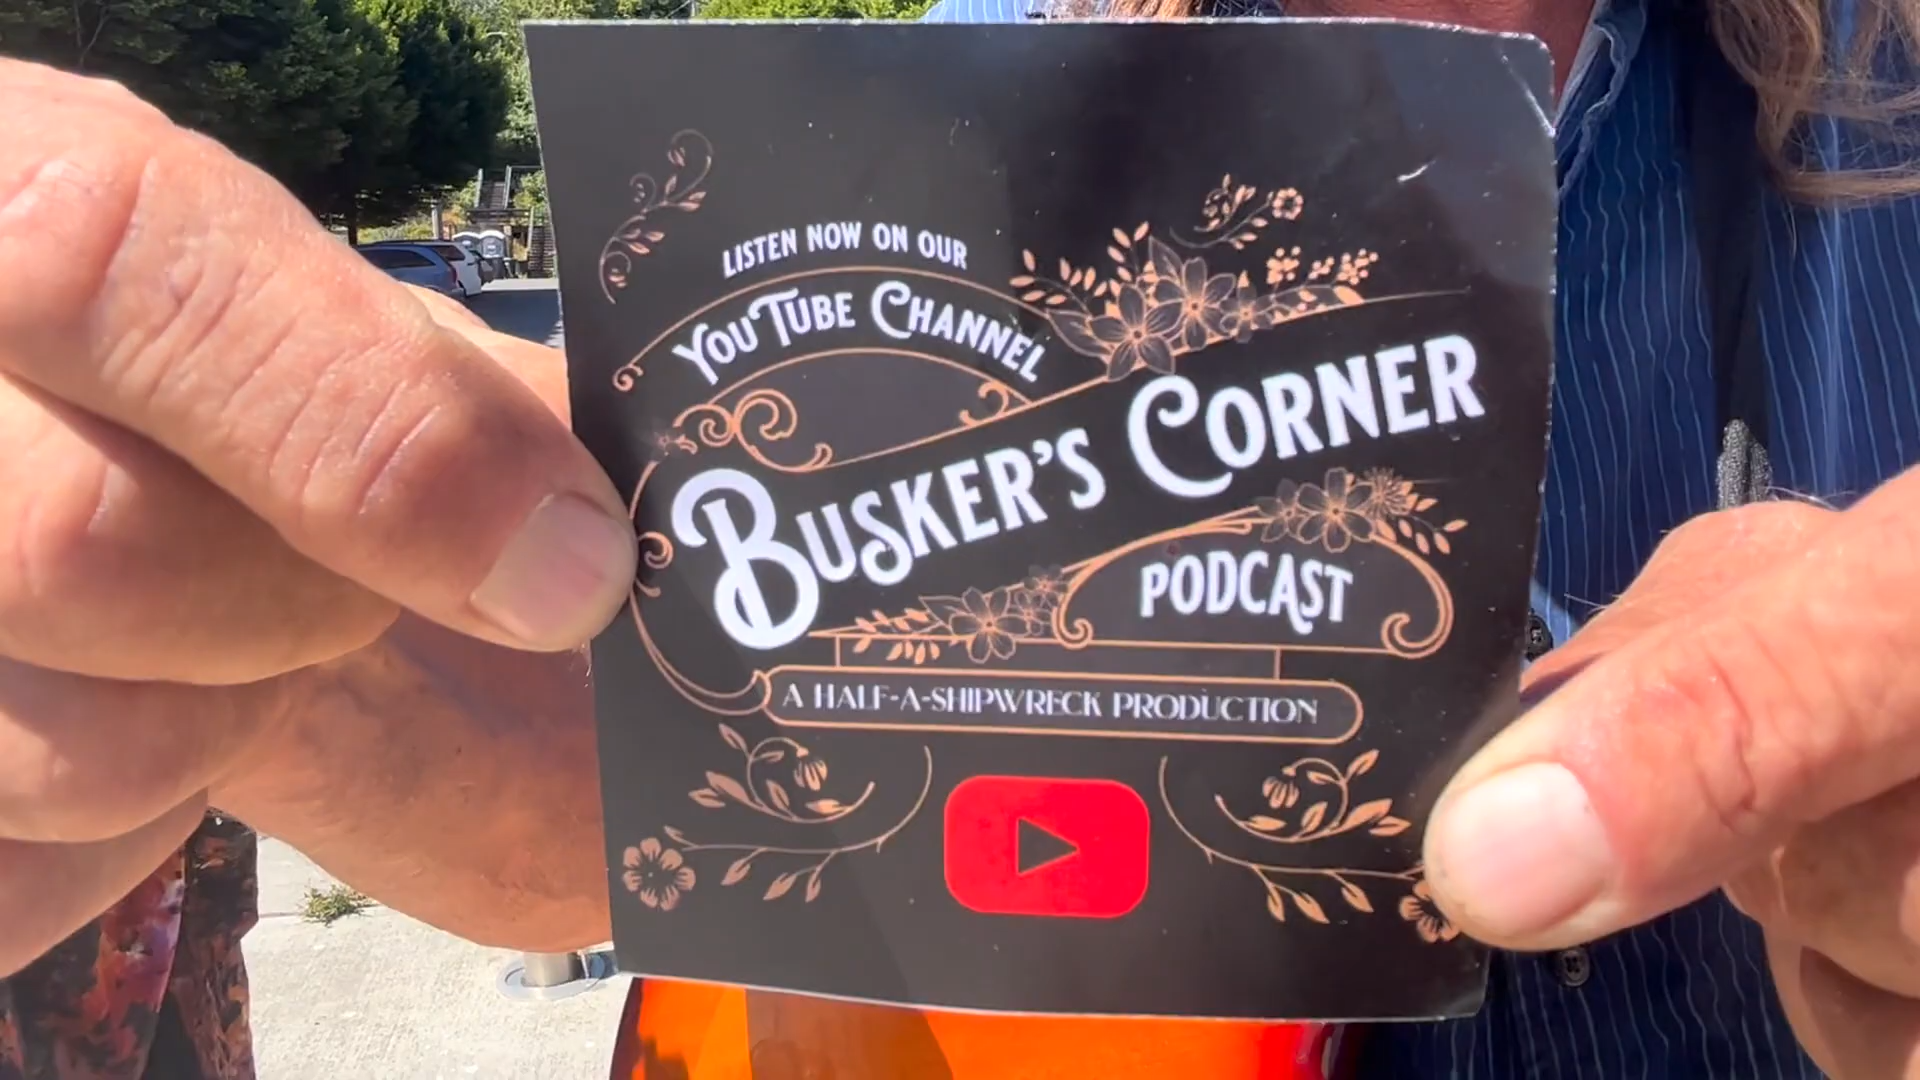 LISTEN NOW ON OUR
YOUTUBE CHANNEL
BUSKER'S CORNER
PODCAST
A HALF-A-SHIPWRECK PRODUCTION